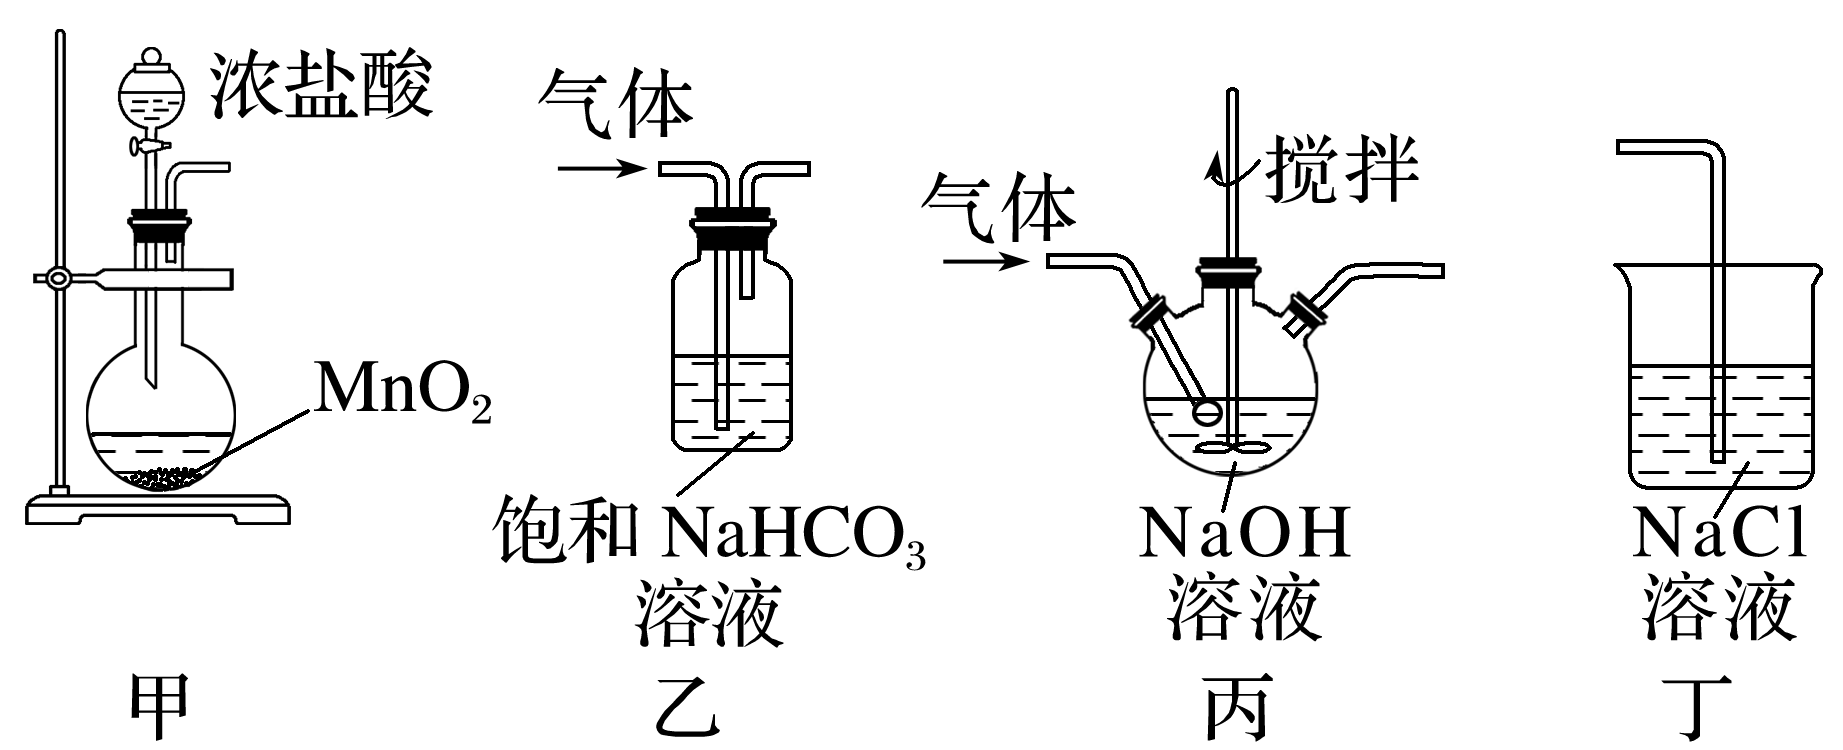 浓盐酸
MnO₂
甲
气体
饱和 NaHCO₃
溶液
乙
气体
搅拌
NaOH
溶液
丙
NaCl
溶液
丁